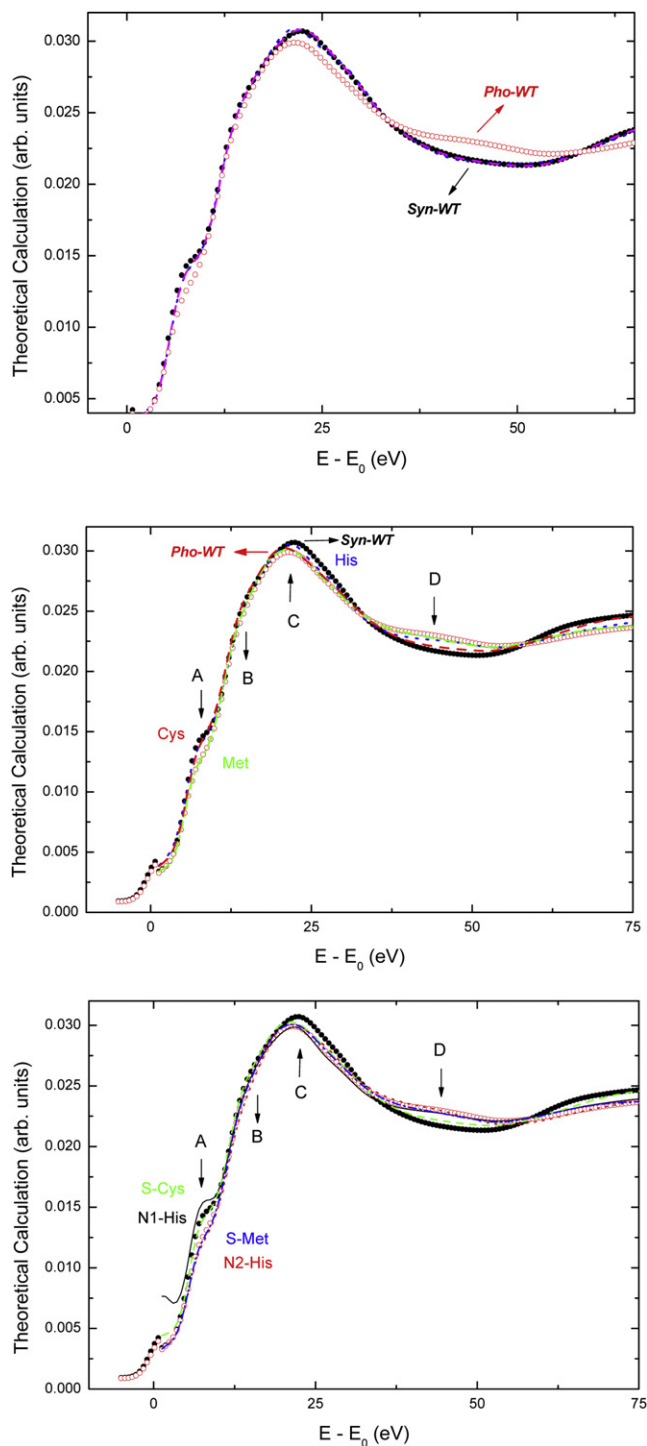 0.030
0.025
0.020
0.015
0.010
0.005
Theoretical Calculation (arb. units)
Pho-WT
Syn-WT
0
25
50
E - E0 (eV)
0.030
0.025
0.020
0.015
0.010
0.005
0.000
Theoretical Calculation (arb. units)
Pho-WT
Syn-WT
His
D
C
B
A
Cys
Met
0
25
50
75
E - E0 (eV)
0.030
0.025
0.020
0.015
0.010
0.005
0.000
Theoretical Calculation (arb. units)
D
C
B
A
S-Cys
N1-His
S-Met
N2-His
0
25
50
75
E - E0 (eV)